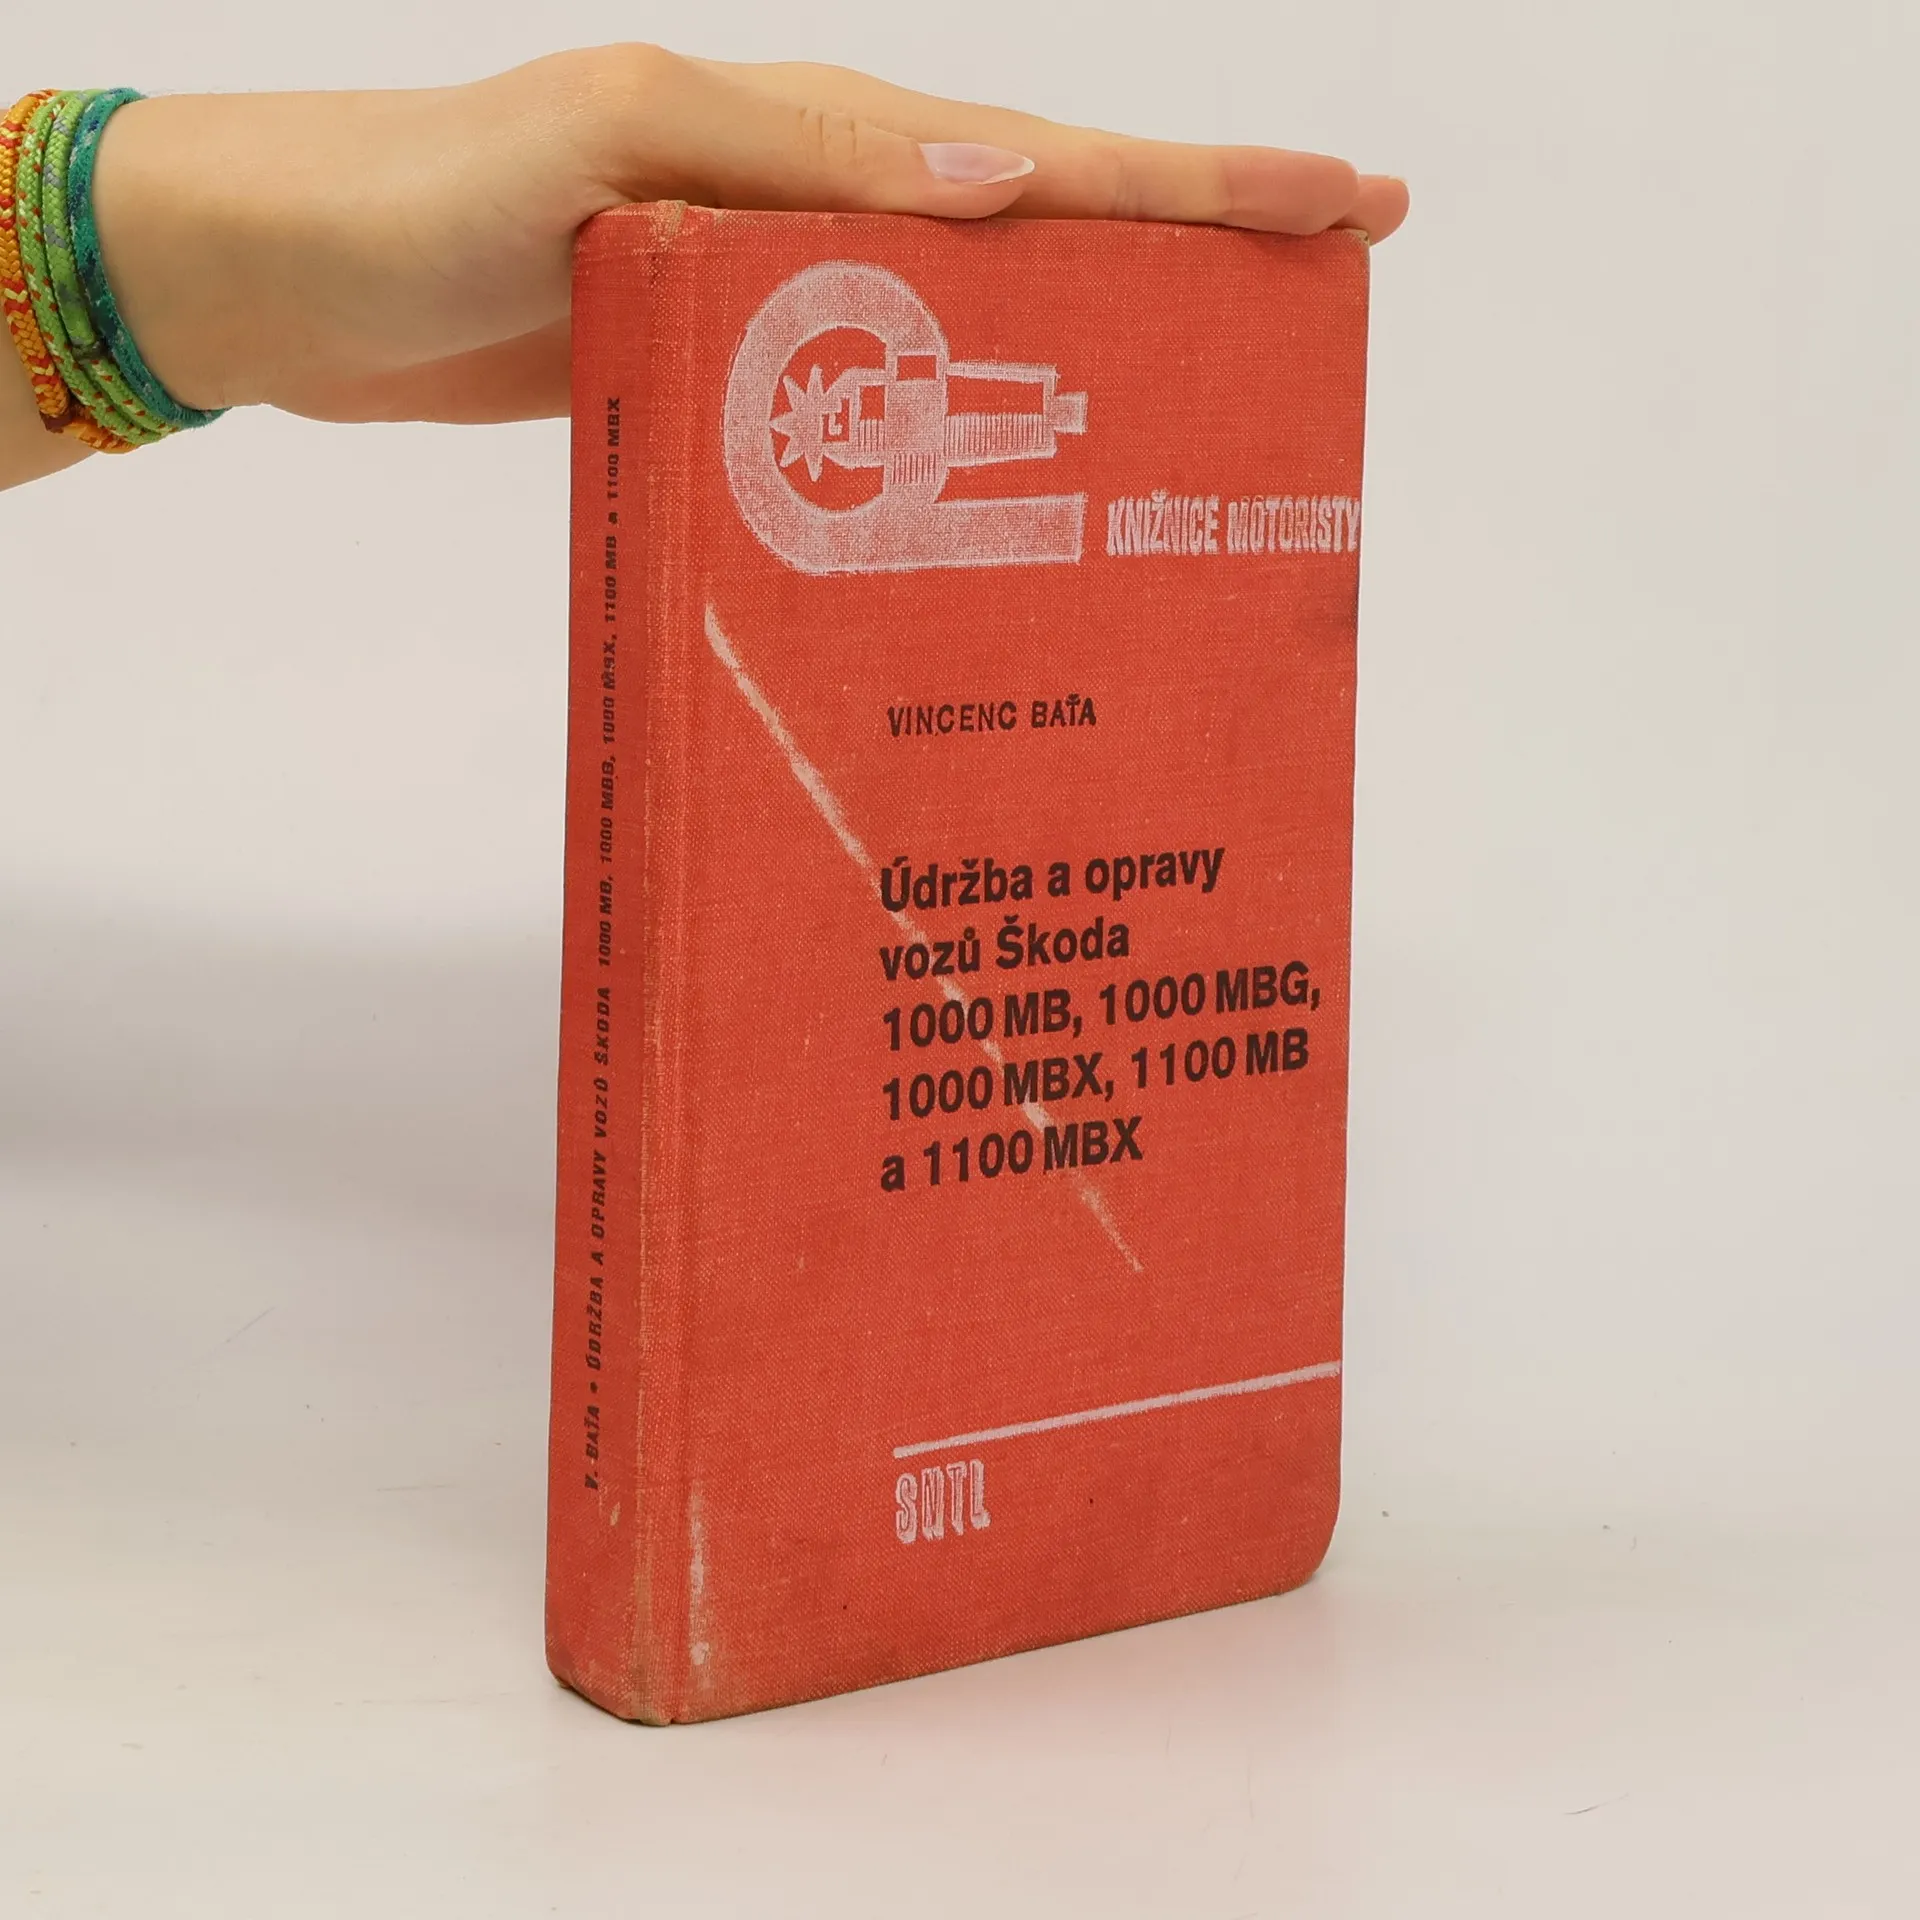 KNIŽNICE MOTORISTY
VINCENC BAŤA
Údržba a opravy
vozů Škoda
1000 MB, 1000 MBG,
1000 MBX, 1100 MB
a 1100 MBX
SNTL
V. BAŤA • ÚDRŽBA A OPRAVY VOZŮ ŠKODA 1000 MB, 1000 MBG, 1000 MBX, 1100 MB a 1100 MBX